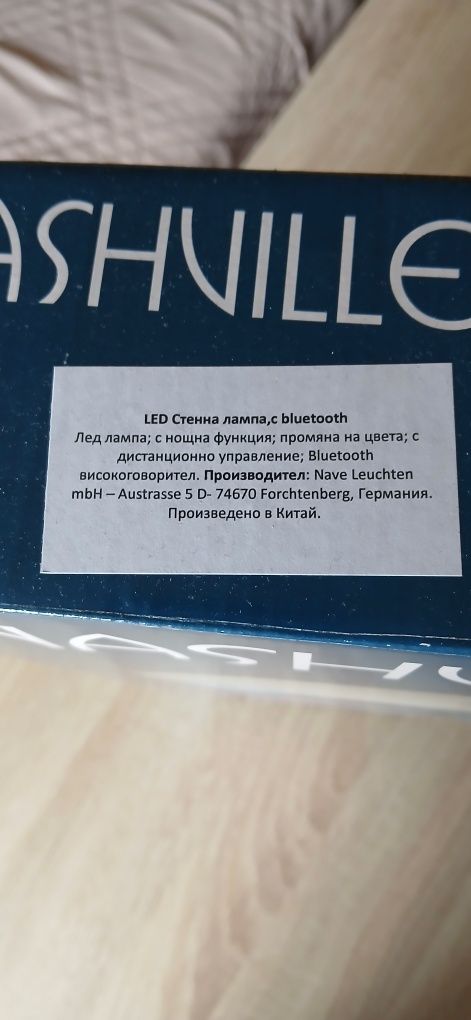 ASHVILLE
LED Стенна лампа,с bluetooth
Лед лампа; с нощна функция; промяна на цвета; с
дистанционно управление; Bluetooth
високоговорител. Производител: Nave Leuchten
mbH – Austrasse 5 D- 74670 Forchtenberg, Германия.
Произведено в Китай.